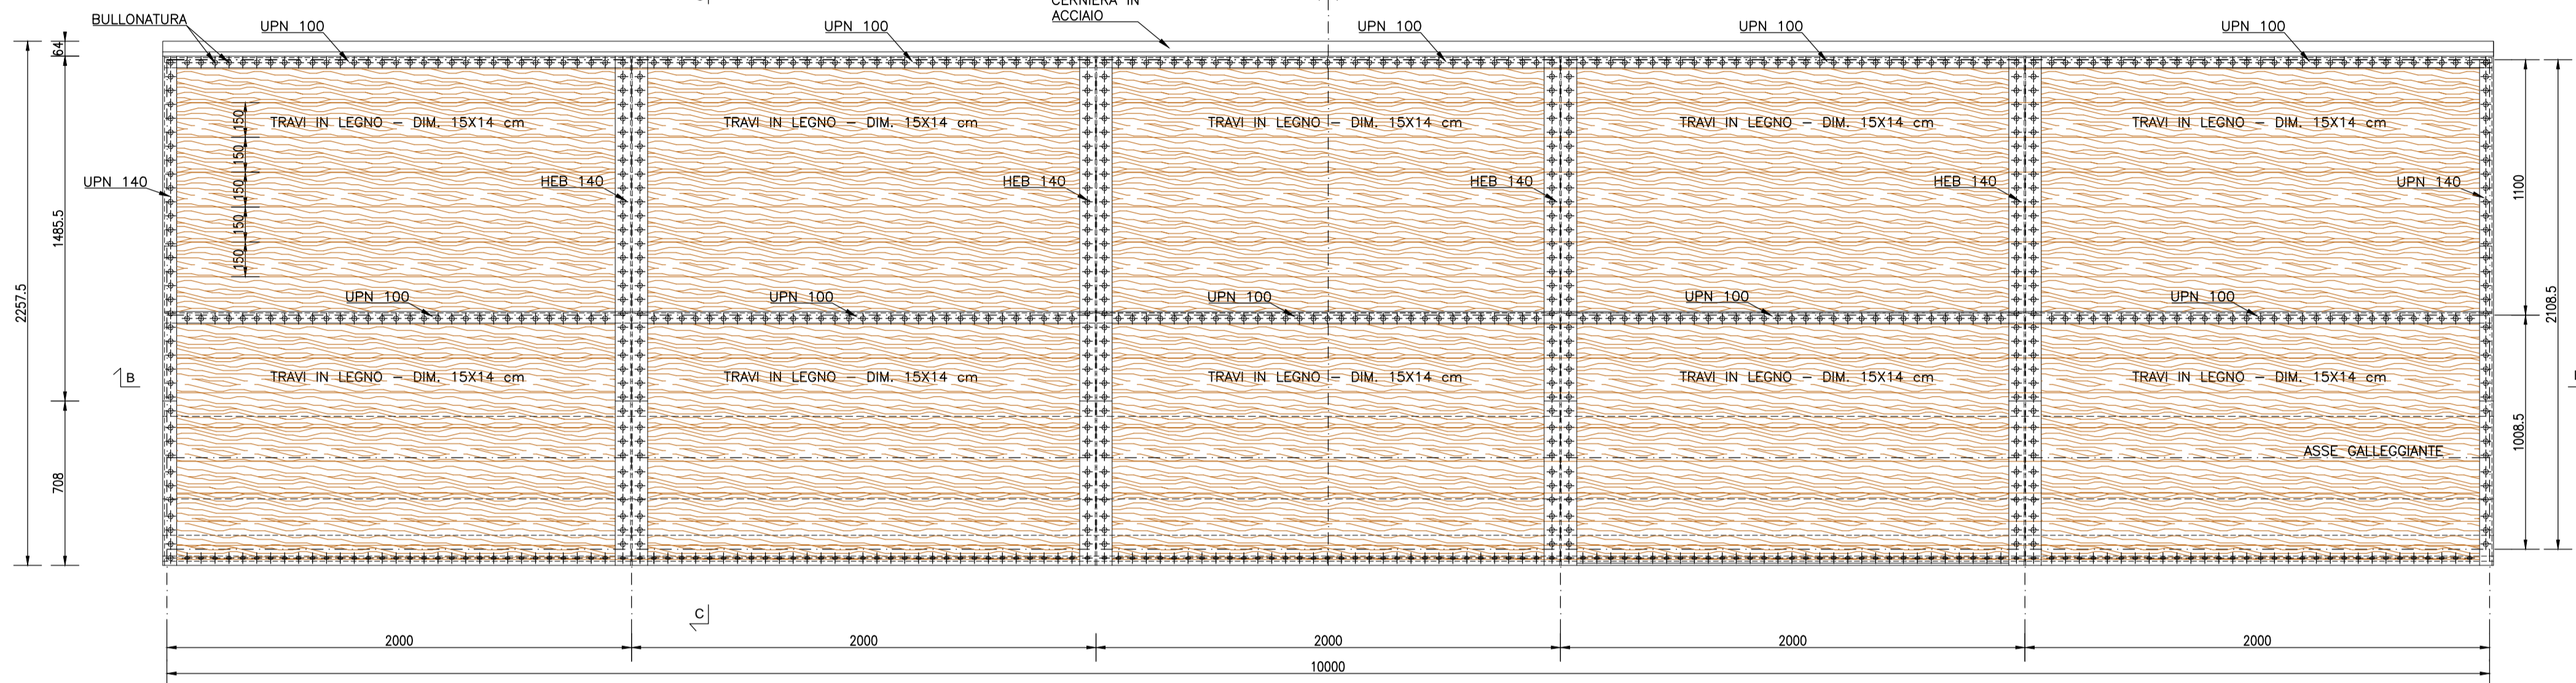 CERNIERA IN
ACCIAIO
BULLONATURA
UPN 100
UPN 100
UPN 100
UPN 100
UPN 100
64
TRAVI IN LEGNO - DIM. 15X14 cm
TRAVI IN LEGNO - DIM. 15X14 cm
TRAVI IN LEGNO - DIM. 15X14 cm
TRAVI IN LEGNO - DIM. 15X14 cm
TRAVI IN LEGNO - DIM. 15X14 cm
150
150
150
150
150
UPN 140
HEB 140
HEB 140
HEB 140
HEB 140
UPN 140
1100
1485.5
2257.5
2108.5
UPN 100
UPN 100
UPN 100
UPN 100
UPN 100
B
TRAVI IN LEGNO - DIM. 15X14 cm
TRAVI IN LEGNO - DIM. 15X14 cm
TRAVI IN LEGNO - DIM. 15X14 cm
TRAVI IN LEGNO - DIM. 15X14 cm
TRAVI IN LEGNO - DIM. 15X14 cm
1008.5
ASSE GALLEGGIANTE
708
C
2000
2000
2000
2000
2000
10000